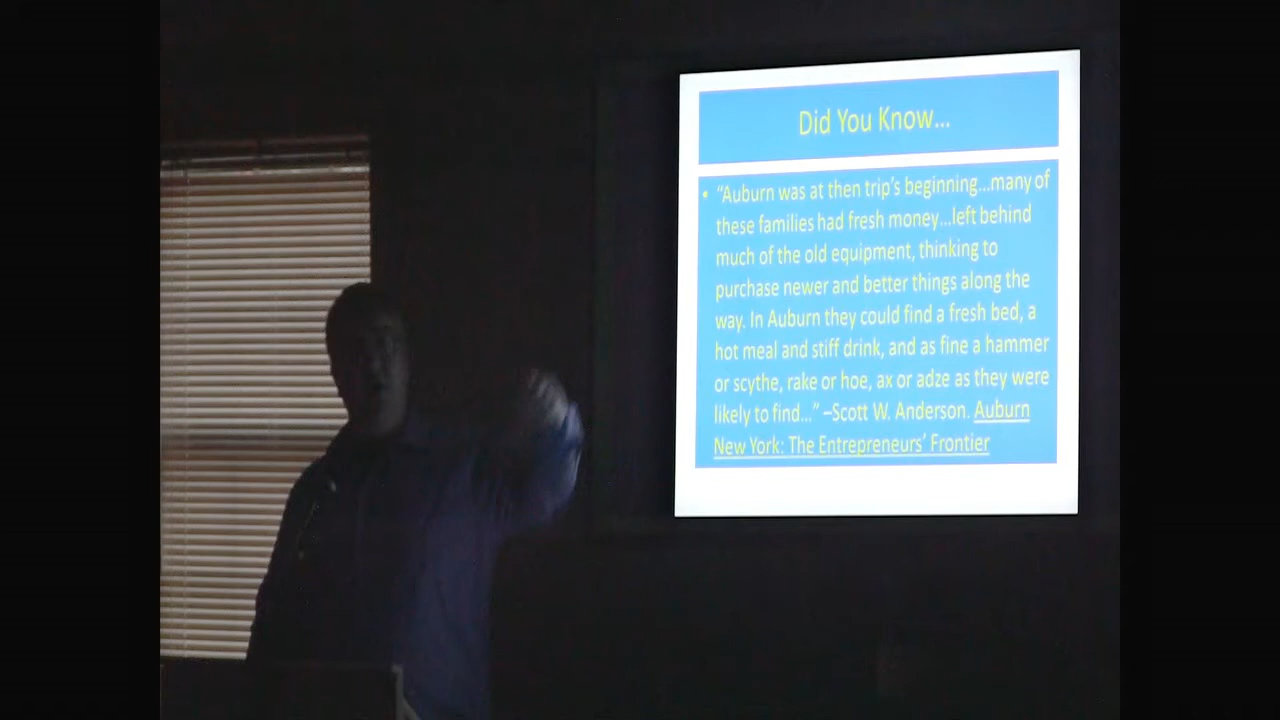 Did You Know...
• “Auburn was at then trip’s beginning...many of
these families had fresh money...left behind
much of the old equipment, thinking to
purchase newer and better things along the
way. In Auburn they could find a fresh bed, a
hot meal and stiff drink, and as fine a hammer
or scythe, rake or hoe, ax or adze as they were
likely to find...” –Scott W. Anderson. Auburn
New York: The Entrepreneurs’ Frontier